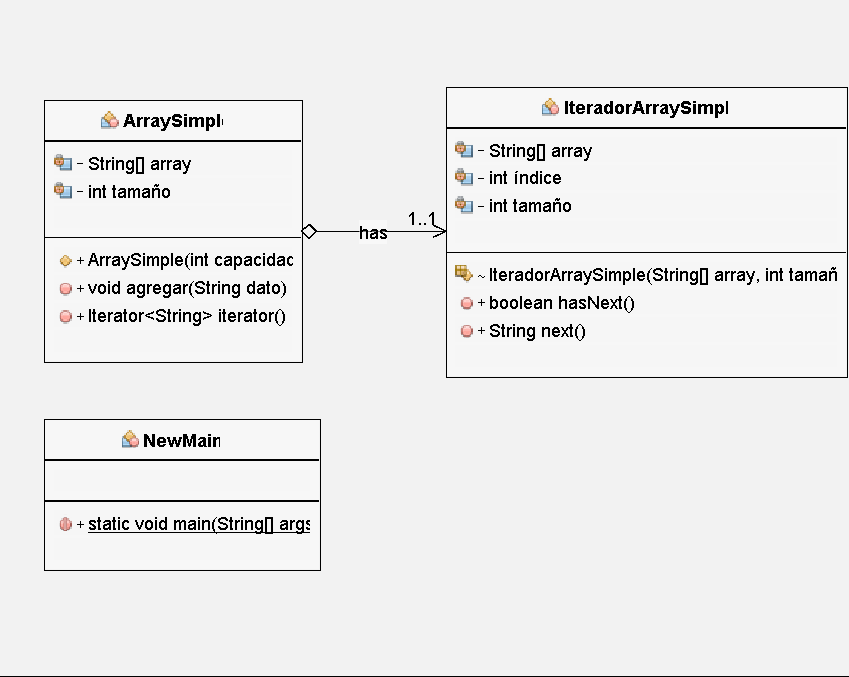 ArraySimpl
- String[] array
- int tamaño
+ ArraySimple(int capacidad
+ void agregar(String dato)
+ Iterator<String> iterator()
has
1..1
IteradorArraySimpl
- String[] array
- int índice
- int tamaño
~ IteradorArraySimple(String[] array, int tamañ
+ boolean hasNext()
+ String next()
NewMain
+ static void main(String[] args